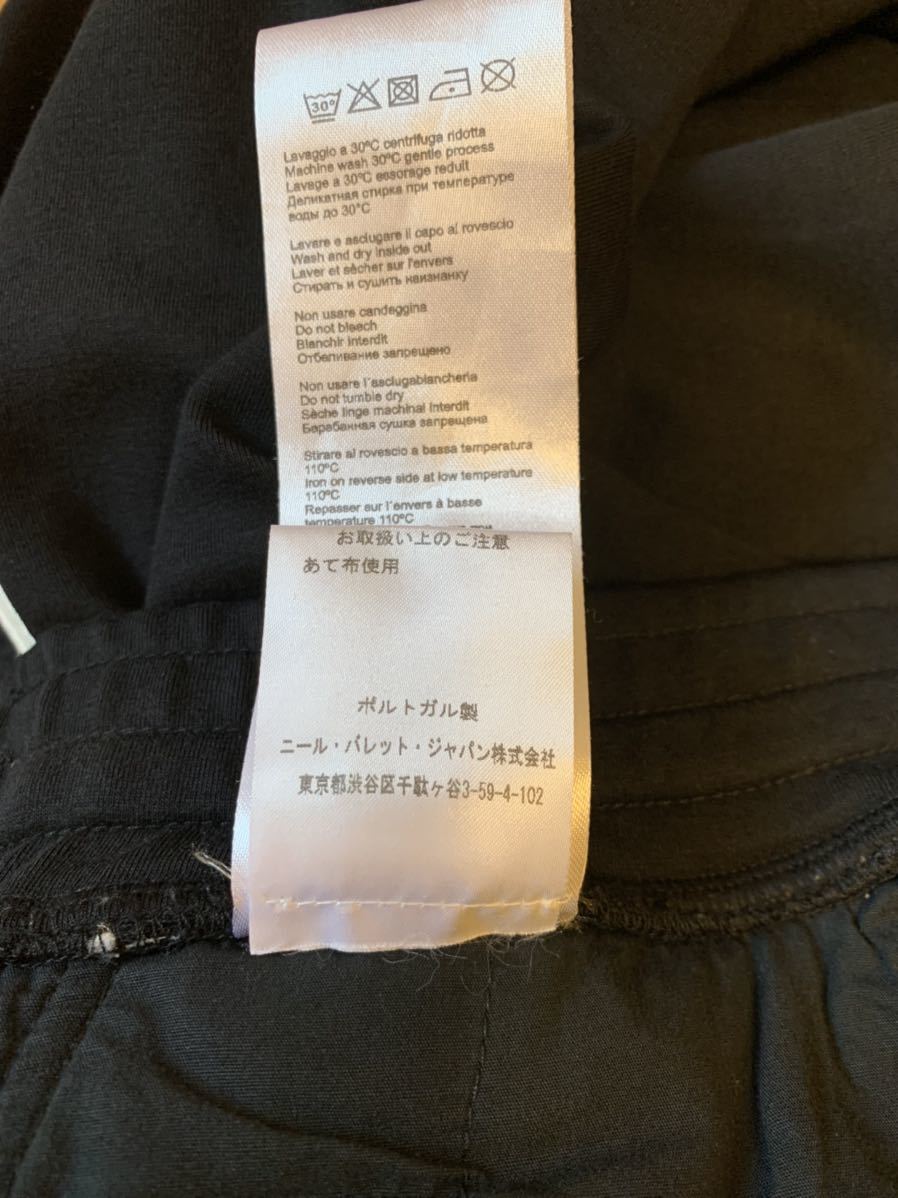 30°
Lavaggio a 30°C centrifuga ridotta
Machine wash 30°C gentle process
Lavage a 30°C essorage reduit
Деликатная стирка при температуре
воды до 30°C
Lavare e asciugare il capo al rovescio
Wash and dry inside out
Laver et sècher sur l'envers
Стирать и сушить наизнанку
Non usare candeggina
Do not bleach
Blanchir interdit
Отбеливание запрещено
Non usare l'asciugabiancheria
Do not tumble dry
Sèche linge machinal interdit
Барабанная сушка запрещена
Stirare al rovescio a bassa temperatura
110°C
Iron on reverse side at low temperature
110°C
Repasser sur l'envers à basse
temperature 110°C
お取扱い上のご注意
あて布使用
ポルトガル製
ニール・バレット・ジャパン株式会社
東京都渋谷区千駄ヶ谷3-59-4-102